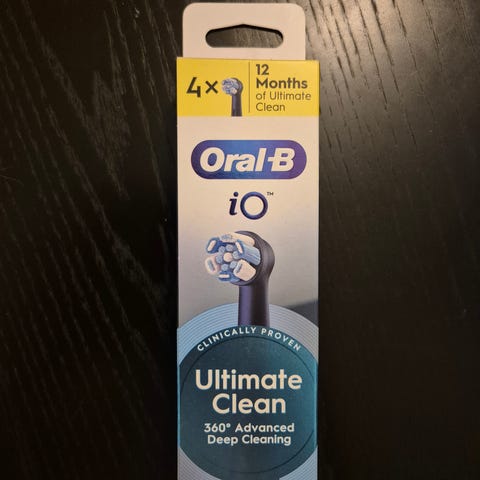 4×
12
Months
of Ultimate
Clean
Oral-B
iO™
CLINICALLY PROVEN
Ultimate
Clean
360° Advanced
Deep Cleaning